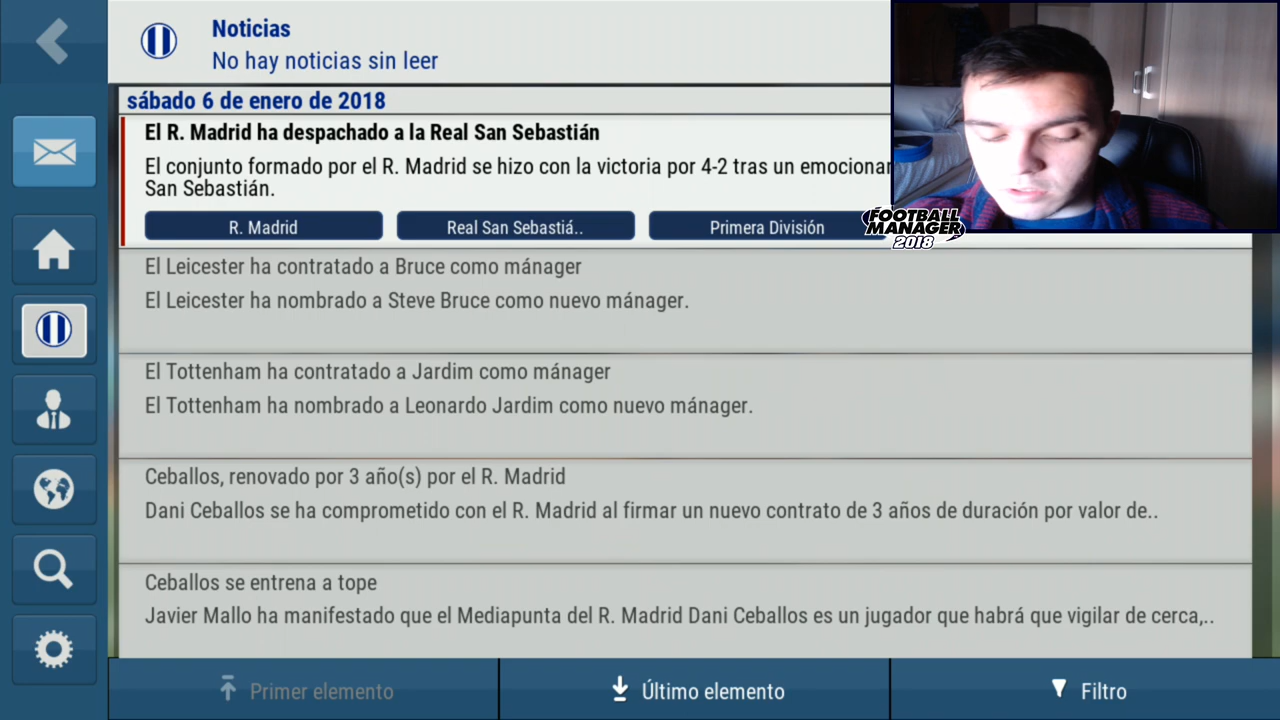 Noticias
No hay noticias sin leer
sábado 6 de enero de 2018
El R. Madrid ha despachado a la Real San Sebastián
El conjunto formado por el R. Madrid se hizo con la victoria por 4-2 tras un emocionar
San Sebastián.
R. Madrid
Real San Sebastiá..
Primera División
FOOTBALL
MANAGER
2018
El Leicester ha contratado a Bruce como mánager
El Leicester ha nombrado a Steve Bruce como nuevo mánager.
El Tottenham ha contratado a Jardim como mánager
El Tottenham ha nombrado a Leonardo Jardim como nuevo mánager.
Ceballos, renovado por 3 año(s) por el R. Madrid
Dani Ceballos se ha comprometido con el R. Madrid al firmar un nuevo contrato de 3 años de duración por valor de..
Ceballos se entrena a tope
Javier Mallo ha manifestado que el Mediapunta del R. Madrid Dani Ceballos es un jugador que habrá que vigilar de cerca,..
Primer elemento
Último elemento
Filtro